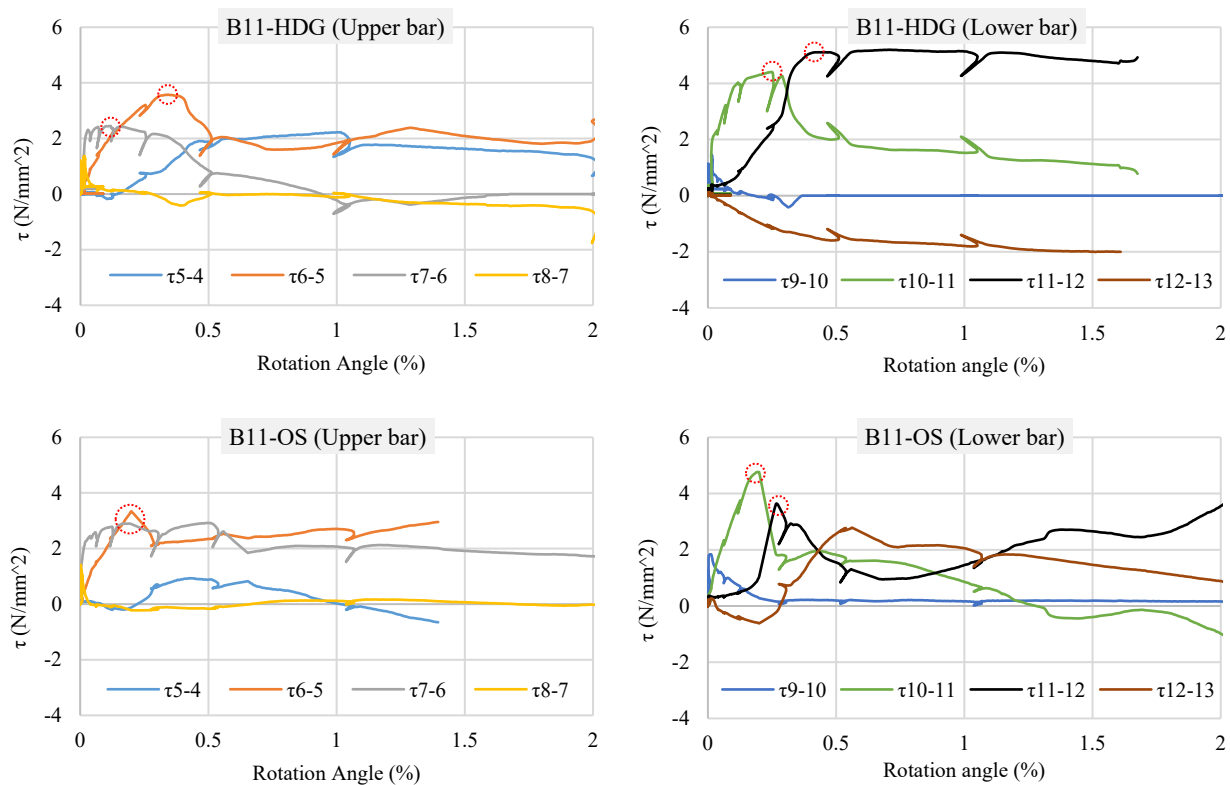 B11-HDG (Upper bar)
τ (N/mm^2)
6
4
2
0
-2
-4
τ5-4 τ6-5 τ7-6 τ8-7
0 0.5 1 1.5 2
Rotation Angle (%)
B11-HDG (Lower bar)
τ (N/mm^2)
6
4
2
0
-2
-4
τ9-10 τ10-11 τ11-12 τ12-13
0 0.5 1 1.5 2
Rotation angle (%)
B11-OS (Upper bar)
τ (N/mm^2)
6
4
2
0
-2
-4
τ5-4 τ6-5 τ7-6 τ8-7
0 0.5 1 1.5 2
Rotation Angle (%)
B11-OS (Lower bar)
τ (N/mm^2)
6
4
2
0
-2
-4
τ9-10 τ10-11 τ11-12 τ12-13
0 0.5 1 1.5 2
Rotation angle (%)